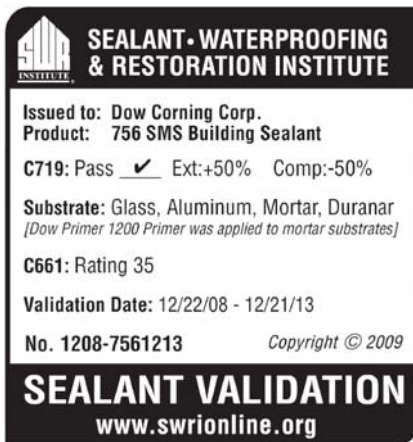 SWR
INSTITUTE®
SEALANT • WATERPROOFING
& RESTORATION INSTITUTE
Issued to: Dow Corning Corp.
Product: 756 SMS Building Sealant
C719: Pass ✔ Ext:+50% Comp:-50%
Substrate: Glass, Aluminum, Mortar, Duranar
[Dow Primer 1200 Primer was applied to mortar substrates]
C661: Rating 35
Validation Date: 12/22/08 - 12/21/13
No. 1208-7561213 Copyright © 2009
SEALANT VALIDATION
www.swrionline.org